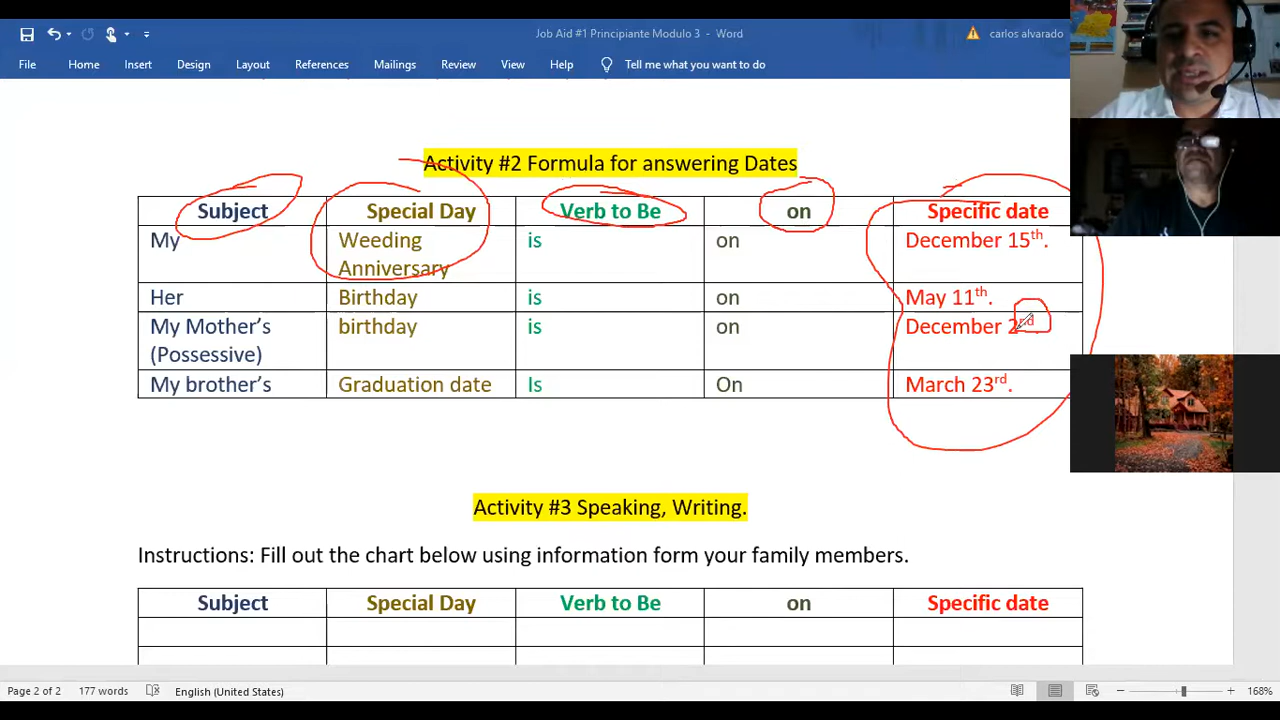 Job Aid #1 Principiante Modulo 3 - Word
carlos alvarado
File Home Insert Design Layout References Mailings Review View Help Tell me what you want to do
Activity #2 Formula for answering Dates
Subject Special Day Verb to Be on Specific date
My Weeding Anniversary is on December 15th.
Her Birthday is on May 11th.
My Mother’s (Possessive) birthday is on December 2nd.
My brother’s Graduation date Is On March 23rd.
Activity #3 Speaking, Writing.
Instructions: Fill out the chart below using information form your family members.
Subject Special Day Verb to Be on Specific date
Page 2 of 2 177 words English (United States) 168%